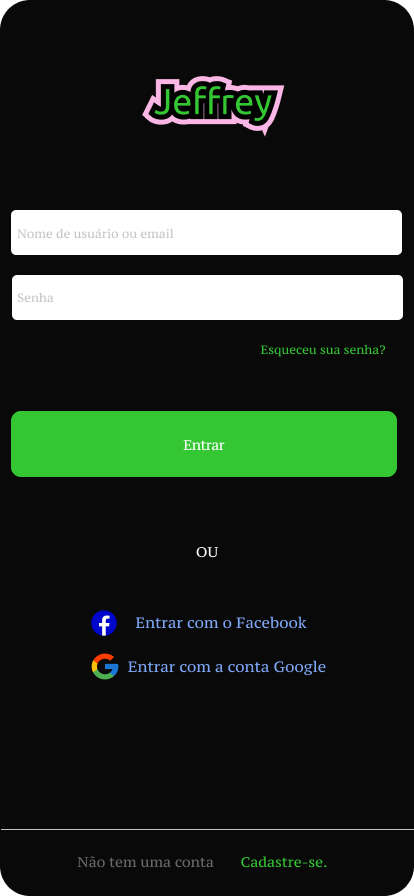 Jeffrey
Nome de usuário ou email
Senha
Esqueceu sua senha?
Entrar
OU
Entrar com o Facebook
Entrar com a conta Google
Não tem uma conta Cadastre-se.